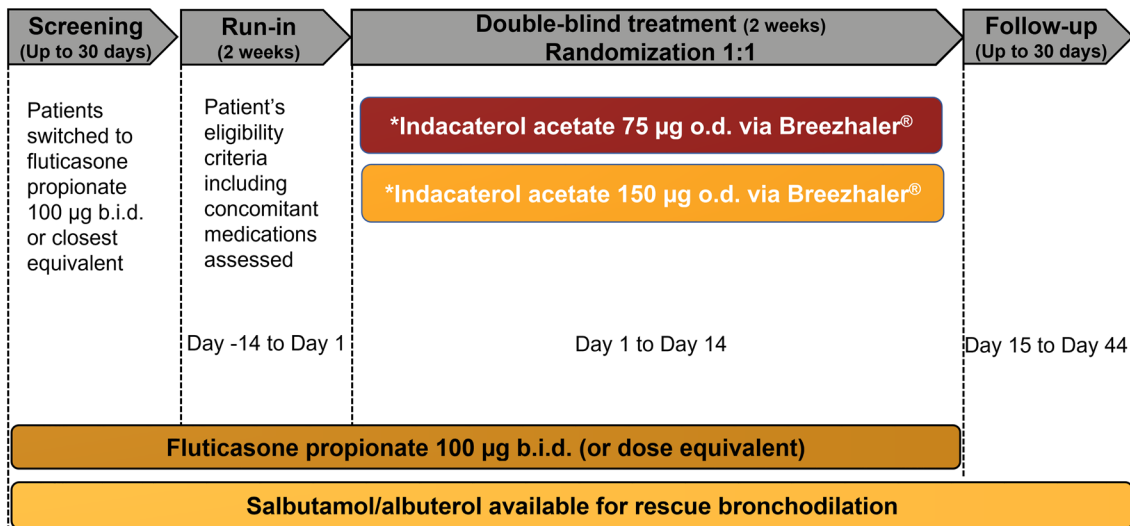 Screening
(Up to 30 days)
Run-in
(2 weeks)
Double-blind treatment (2 weeks)
Randomization 1:1
Follow-up
(Up to 30 days)
Patients
switched to
fluticasone
propionate
100 µg b.i.d.
or closest
equivalent
Patient’s
eligibility
criteria
including
concomitant
medications
assessed
*Indacaterol acetate 75 µg o.d. via Breezhaler®
*Indacaterol acetate 150 µg o.d. via Breezhaler®
Day -14 to Day 1
Day 1 to Day 14
Day 15 to Day 44
Fluticasone propionate 100 µg b.i.d. (or dose equivalent)
Salbutamol/albuterol available for rescue bronchodilation